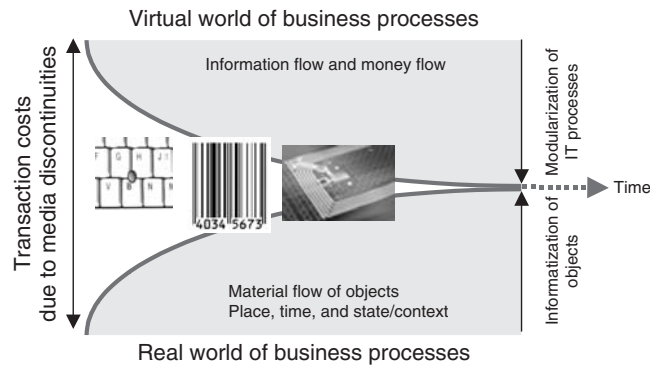 Virtual world of business processes
Information flow and money flow
Transaction costs
due to media discontinuities
Modularization of
IT processes
F G H J
V B N
4034 5673
Time
Informatization of
objects
Material flow of objects
Place, time, and state/context
Real world of business processes